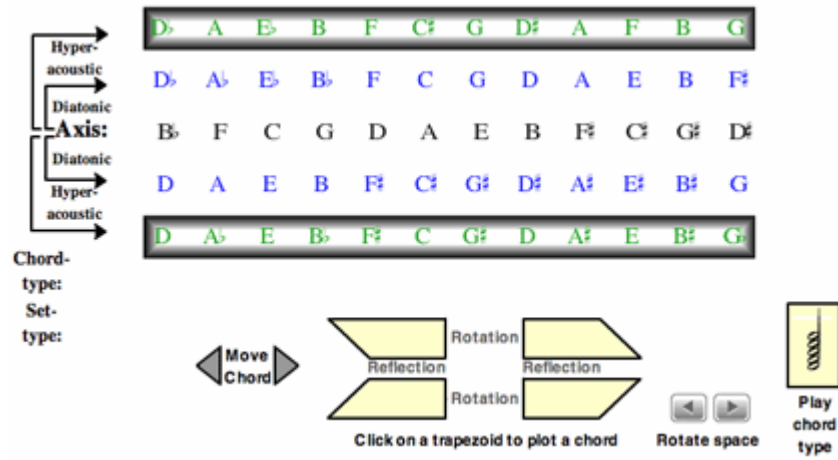 D♭ A E♭ B F C♯ G D♯ A F B G
Hyper-
acoustic
D♭ A♭ E♭ B♭ F C G D A E B F♯
Diatonic
Axis: B♭ F C G D A E B F♯ C♯ G♯ D♯
Diatonic
D A E B F♯ C♯ G♯ D♯ A♯ E♯ B♯ G
Hyper-
acoustic
D A♭ E B♭ F♯ C G♯ D A♯ E B♯ G♭
Chord-
type:
Set-
type:
Move
Chord
Rotation
Reflection Reflection
Rotation
Click on a trapezoid to plot a chord
Rotate space
Play
chord
type